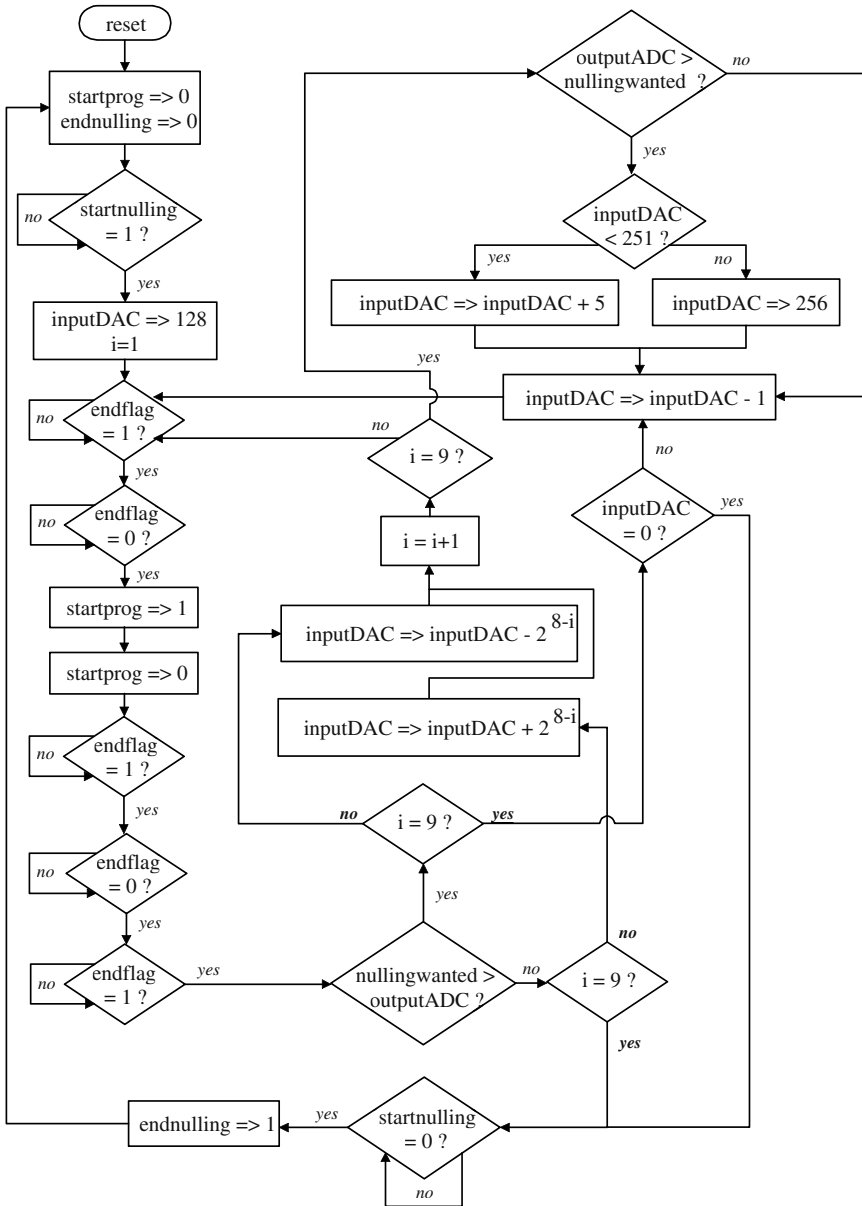 reset
startprog => 0
endnulling => 0
startnulling
= 1 ?
no
yes
inputDAC => 128
i=1
endflag
= 1 ?
no
yes
endflag
= 0 ?
no
yes
startprog => 1
startprog => 0
endflag
= 1 ?
no
yes
endflag
= 0 ?
no
yes
endflag
= 1 ?
no
yes
nullingwanted >
outputADC ?
yes
no
i = 9 ?
no
yes
i = 9 ?
no
yes
inputDAC => inputDAC + 2^8-i
inputDAC => inputDAC - 2^8-i
i = i+1
i = 9 ?
no
yes
outputADC >
nullingwanted ?
no
yes
inputDAC
< 251 ?
yes
no
inputDAC => inputDAC + 5
inputDAC => 256
inputDAC => inputDAC - 1
no
inputDAC
= 0 ?
yes
startnulling
= 0 ?
yes
no
endnulling => 1